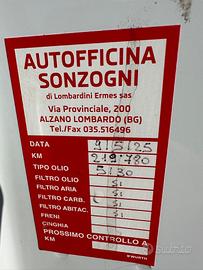 AUTOFFICINA
SONZOGNI
di Lombardini Ermes sas
Via Provinciale, 200
ALZANO LOMBARDO (BG)
Tel./Fax 035.516496
DATA 9/5/25
KM 219.780
TIPO OLIO 5/30
FILTRO OLIO SI
FILTRO ARIA SI
FILTRO CARB. SI
FILTRO ABITAC. SI
FRENI
CINGHIA
PROSSIMO CONTROLLO A
KM
WÜRTH
subito